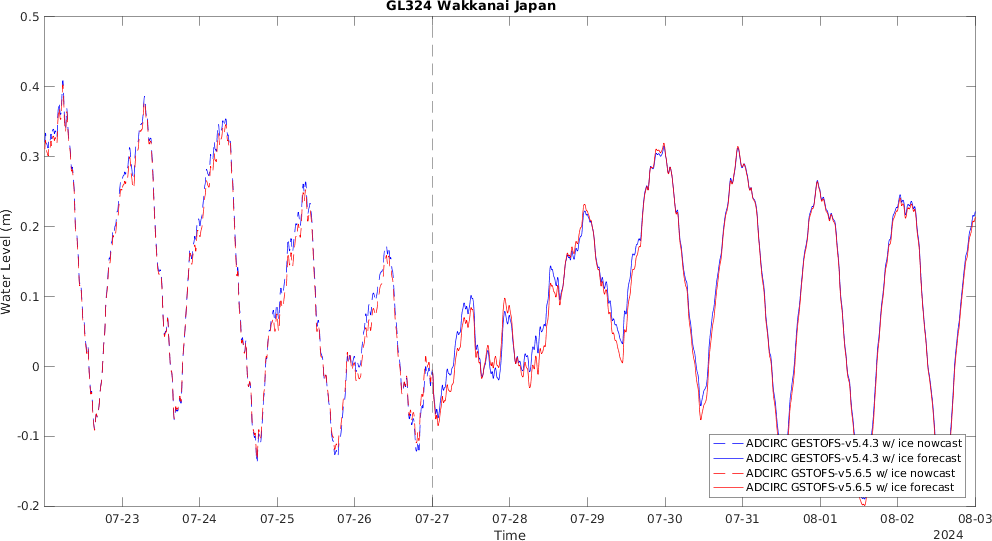 GL324 Wakkanai Japan
0.5
0.4
0.3
0.2
0.1
0
-0.1
-0.2
Water Level (m)
ADCIRC GESTOFS-v5.4.3 w/ ice nowcast
ADCIRC GESTOFS-v5.4.3 w/ ice forecast
ADCIRC GSTOFS-v5.6.5 w/ ice nowcast
ADCIRC GSTOFS-v5.6.5 w/ ice forecast
07-23 07-24 07-25 07-26 07-27 07-28 07-29 07-30 07-31 08-01 08-02 08-03
Time
2024